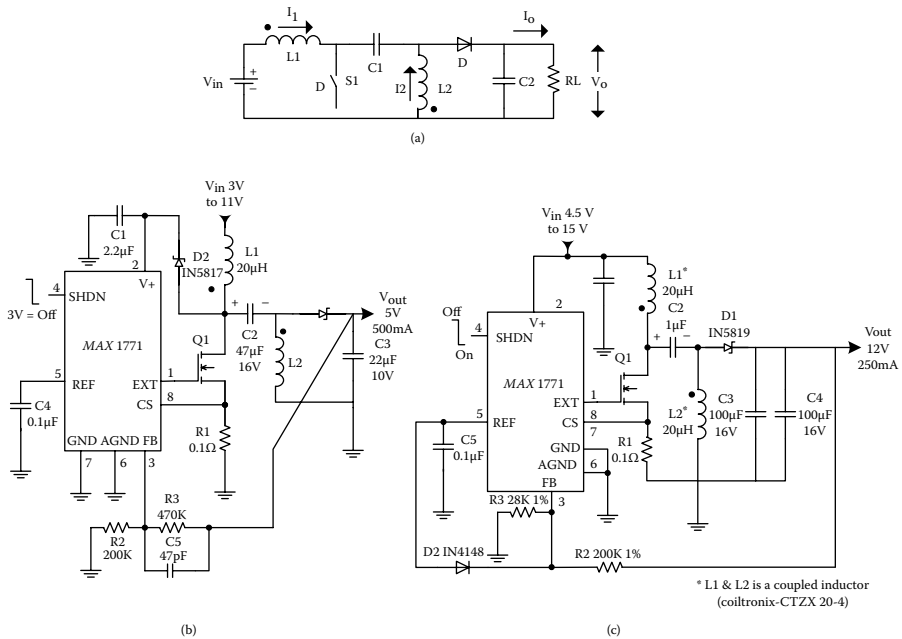 I1
Io
L1
C1
D
Vin
+
–
D
S1
I2
L2
C2
RL
Vo
(a)
Vin 3V
to 11V
C1
2.2µF
D2
IN5817
L1
20µH
2
V+
4
SHDN
3V = Off
MAX 1771
+
–
C2
47µF
16V
Vout
5V
500mA
Q1
L2
C3
22µF
10V
5
REF
EXT
1
CS
8
C4
0.1µF
R1
0.1Ω
GND
AGND
FB
7
6
3
R3
470K
R2
200K
C5
47pF
(b)
Vin 4.5 V
to 15 V
L1*
20µH
2
V+
Off
4
On
SHDN
C2
1µF
+
–
D1
IN5819
Vout
12V
250mA
MAX 1771
Q1
EXT
1
5
REF
CS
8
7
L2*
20µH
C3
100µF
16V
C4
100µF
16V
C5
0.1µF
GND
AGND
6
R1
0.1Ω
FB
3
R3 28K 1%
D2 IN4148
R2 200K 1%
* L1 & L2 is a coupled inductor
(coiltronix-CTZX 20-4)
(c)